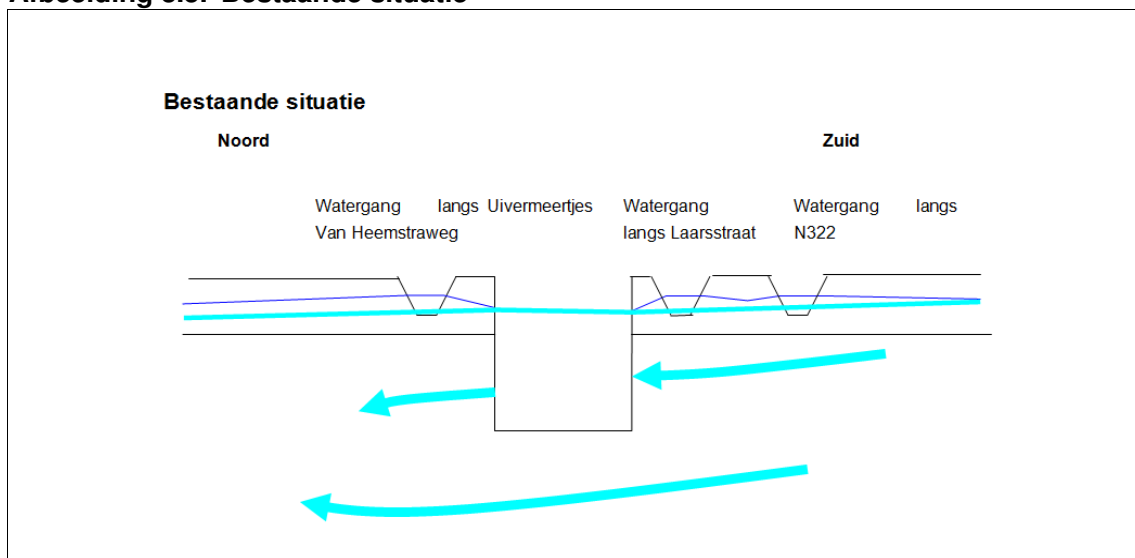 Bestaande situatie
Noord Zuid
Watergang langs Uivermeertjes Watergang Watergang langs
Van Heemstraweg langs Laarsstraat N322